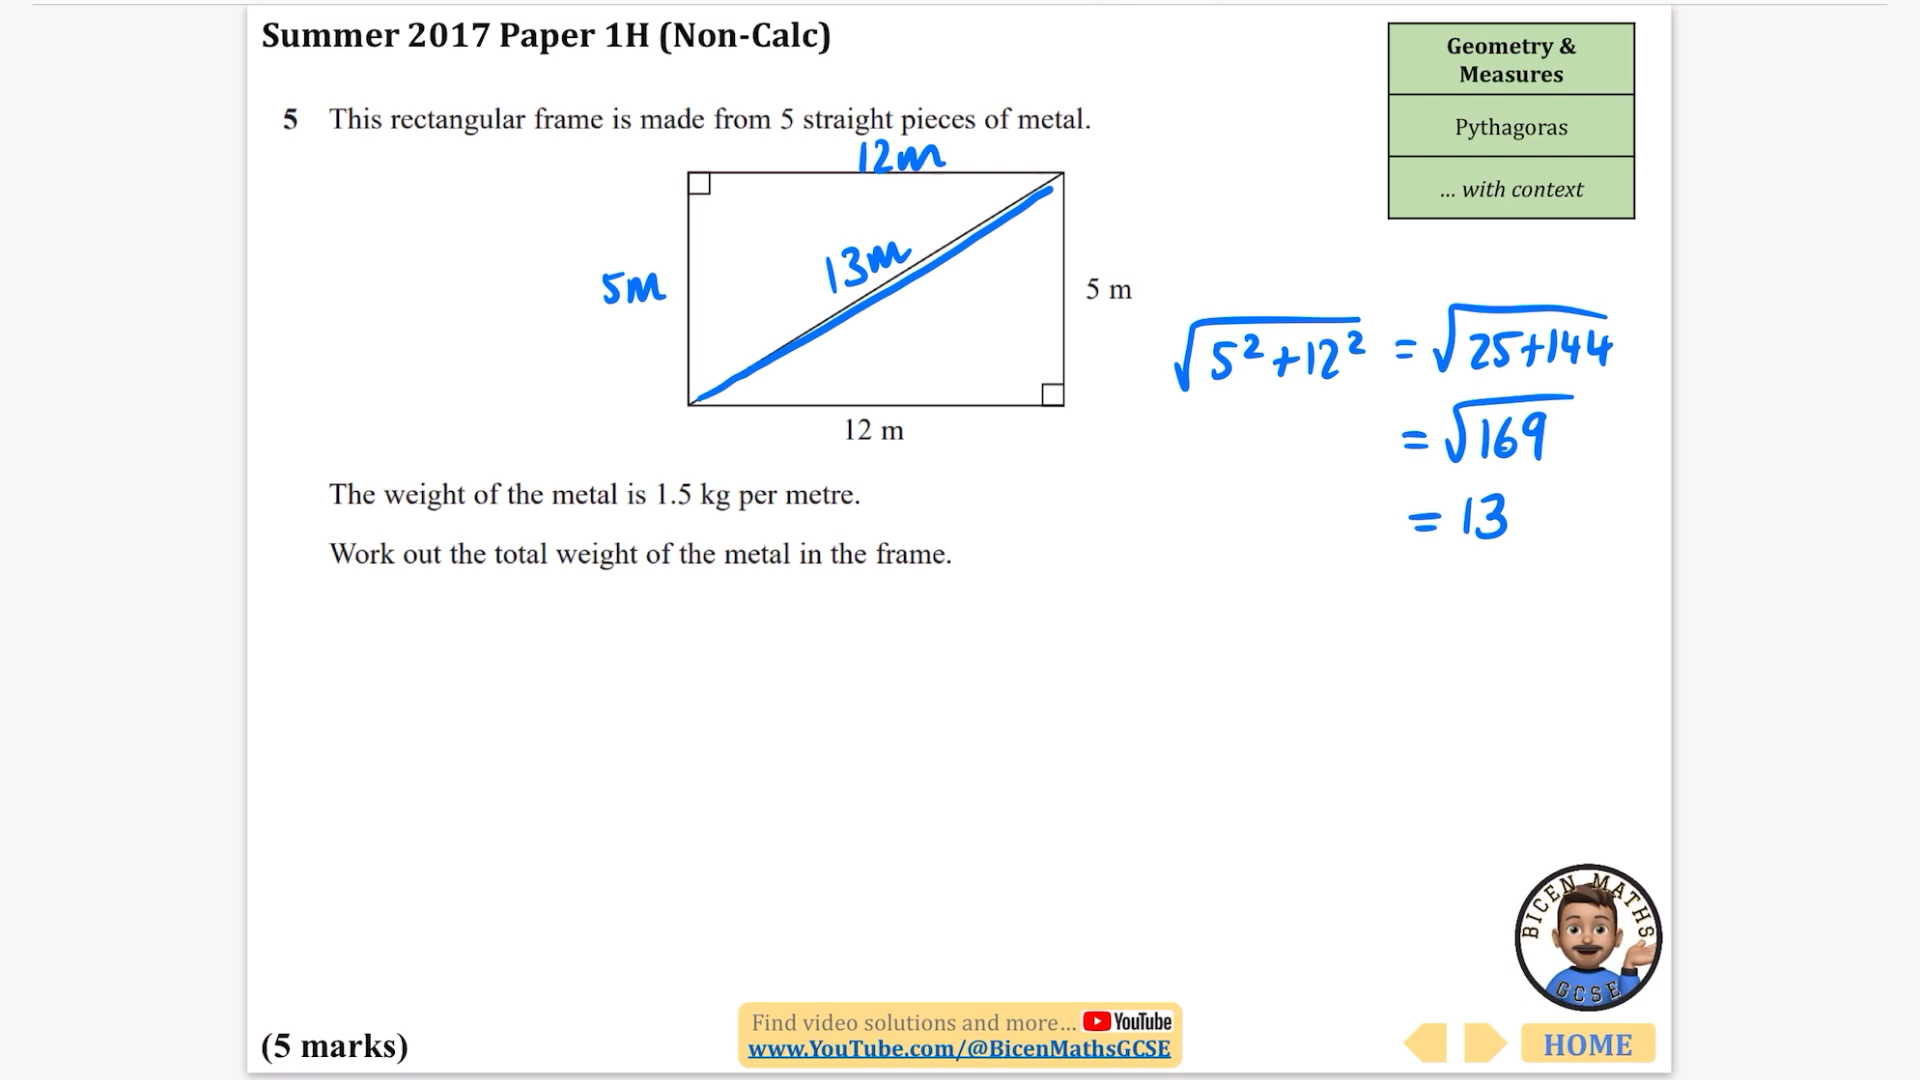 Summer 2017 Paper 1H (Non-Calc)
Geometry &
Measures
Pythagoras
... with context
5 This rectangular frame is made from 5 straight pieces of metal.
12m
13m
5m
5 m
12 m
√5²+12² = √25+144
= √169
= 13
The weight of the metal is 1.5 kg per metre.
Work out the total weight of the metal in the frame.
BICEN MATHS
GCSE
(5 marks)
Find video solutions and more... YouTube
www.YouTube.com/@BicenMathsGCSE
HOME